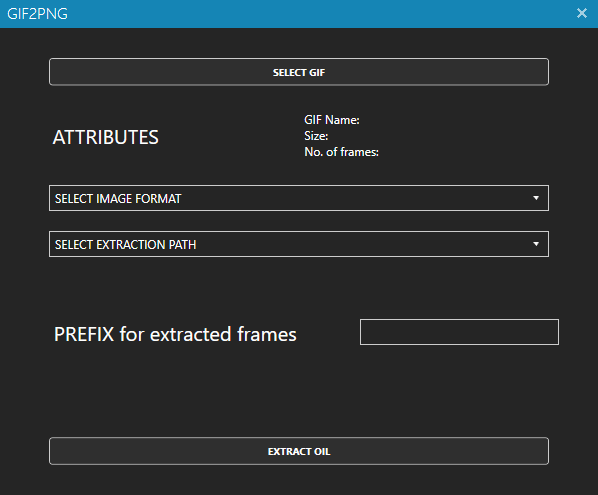 GIF2PNG
SELECT GIF
ATTRIBUTES
GIF Name:
Size:
No. of frames:
SELECT IMAGE FORMAT
SELECT EXTRACTION PATH
PREFIX for extracted frames
EXTRACT OIL